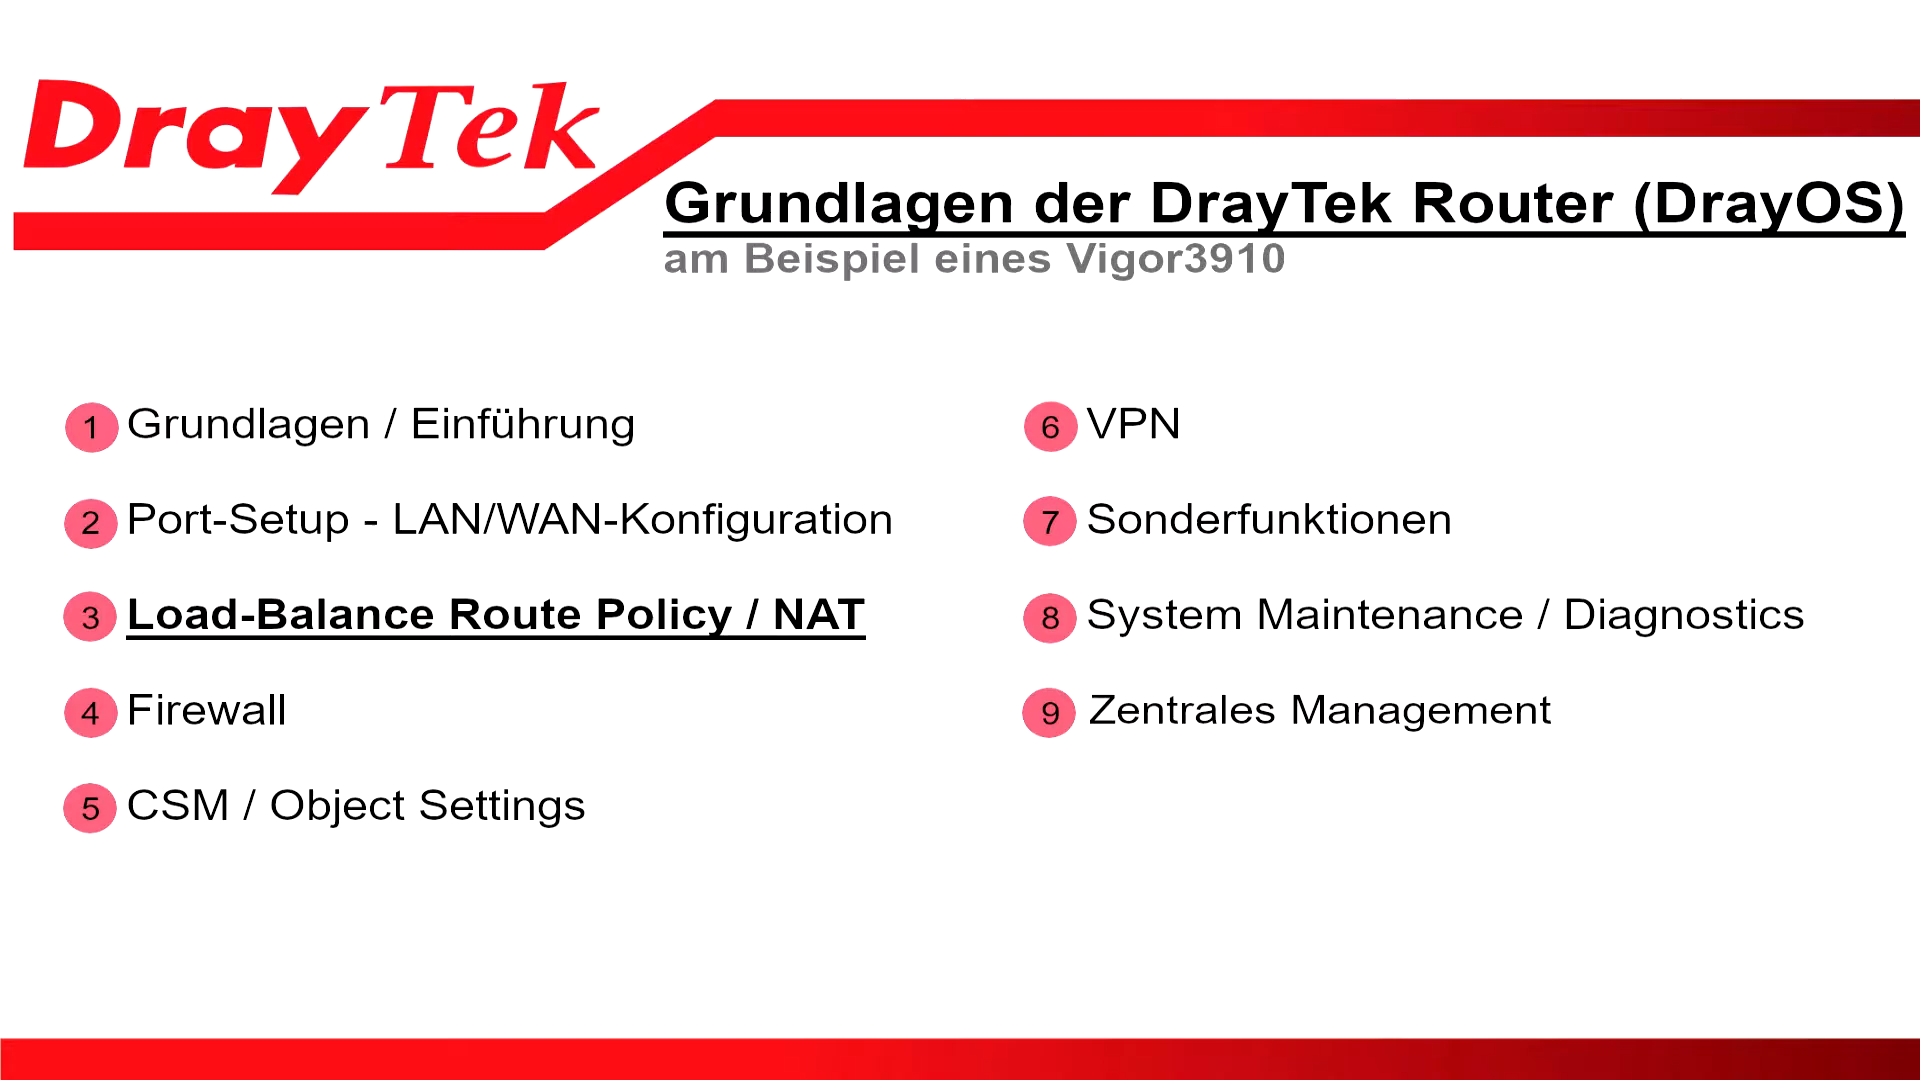 DrayTek
Grundlagen der DrayTek Router (DrayOS)
am Beispiel eines Vigor3910
1 Grundlagen / Einführung
2 Port-Setup - LAN/WAN-Konfiguration
3 Load-Balance Route Policy / NAT
4 Firewall
5 CSM / Object Settings
6 VPN
7 Sonderfunktionen
8 System Maintenance / Diagnostics
9 Zentrales Management